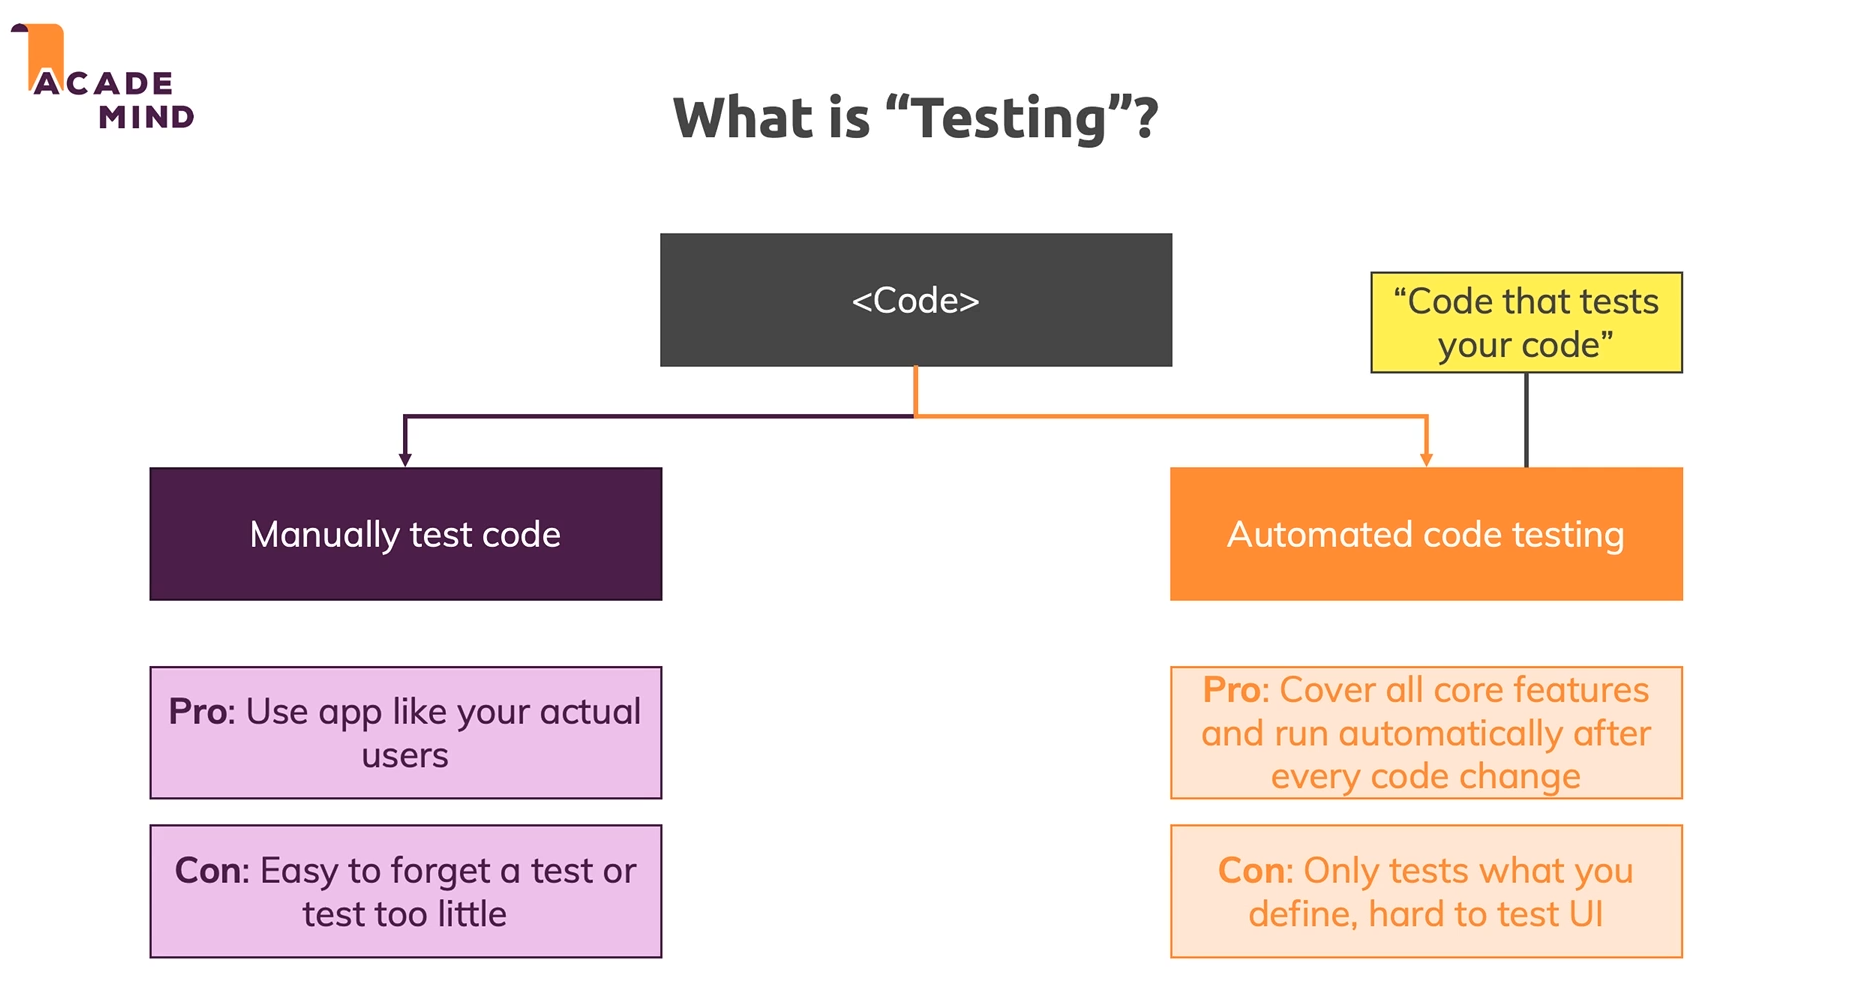 ACADE
MIND
What is “Testing”?
<Code>
“Code that tests
your code”
Manually test code
Automated code testing
Pro: Use app like your actual
users
Pro: Cover all core features
and run automatically after
every code change
Con: Easy to forget a test or
test too little
Con: Only tests what you
define, hard to test UI